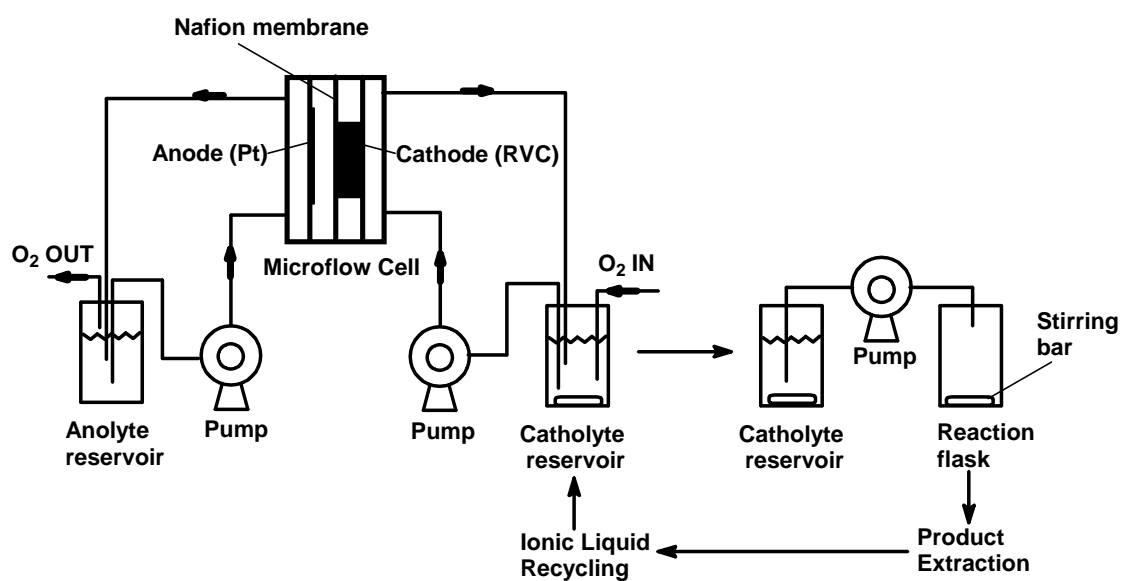 Nafion membrane
Anode (Pt)
Cathode (RVC)
O₂ OUT
Microflow Cell
O₂ IN
Stirring
bar
Pump
Anolyte
reservoir
Pump
Pump
Catholyte
reservoir
Catholyte
reservoir
Reaction
flask
Ionic Liquid
Recycling
Product
Extraction